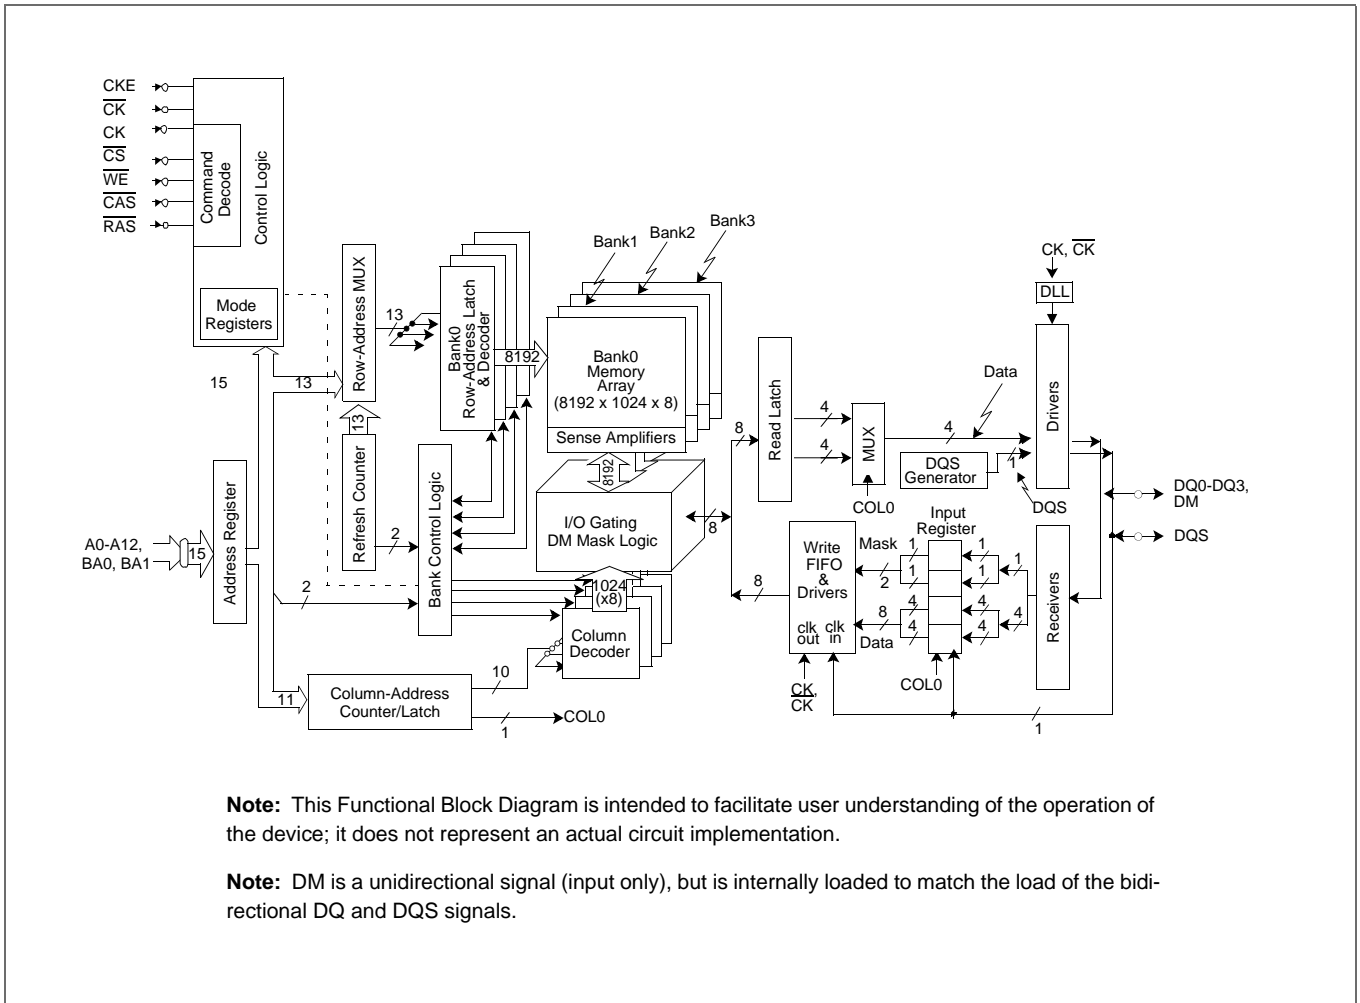 CKE
CK
CK
CS
WE
CAS
RAS
Command
Decode
Control Logic
Mode
Registers
15
13
Row-Address MUX
13
Refresh Counter
13
Bank0
Row-Address Latch
& Decoder
8192
Bank1
Bank2
Bank3
Bank0
Memory
Array
(8192 x 1024 x 8)
Sense Amplifiers
8192
I/O Gating
DM Mask Logic
A0-A12,
BA0, BA1
15
Address Register
2
2
Bank Control Logic
1024
(x8)
Column
Decoder
11
Column-Address
Counter/Latch
10
1
COL0
8
8
8
Read Latch
4
4
MUX
COL0
4
Data
DQS
Generator
1
DQS
CK, CK
DLL
Drivers
DQ0-DQ3,
DM
DQS
Input
Register
Write
FIFO
&
Drivers
clk
out
clk
in
Mask
1
1
2
8
4
4
Data
1
1
4
4
1
4
Receivers
CK,
CK
COL0
1
Note: This Functional Block Diagram is intended to facilitate user understanding of the operation of
the device; it does not represent an actual circuit implementation.
Note: DM is a unidirectional signal (input only), but is internally loaded to match the load of the bidi-
rectional DQ and DQS signals.